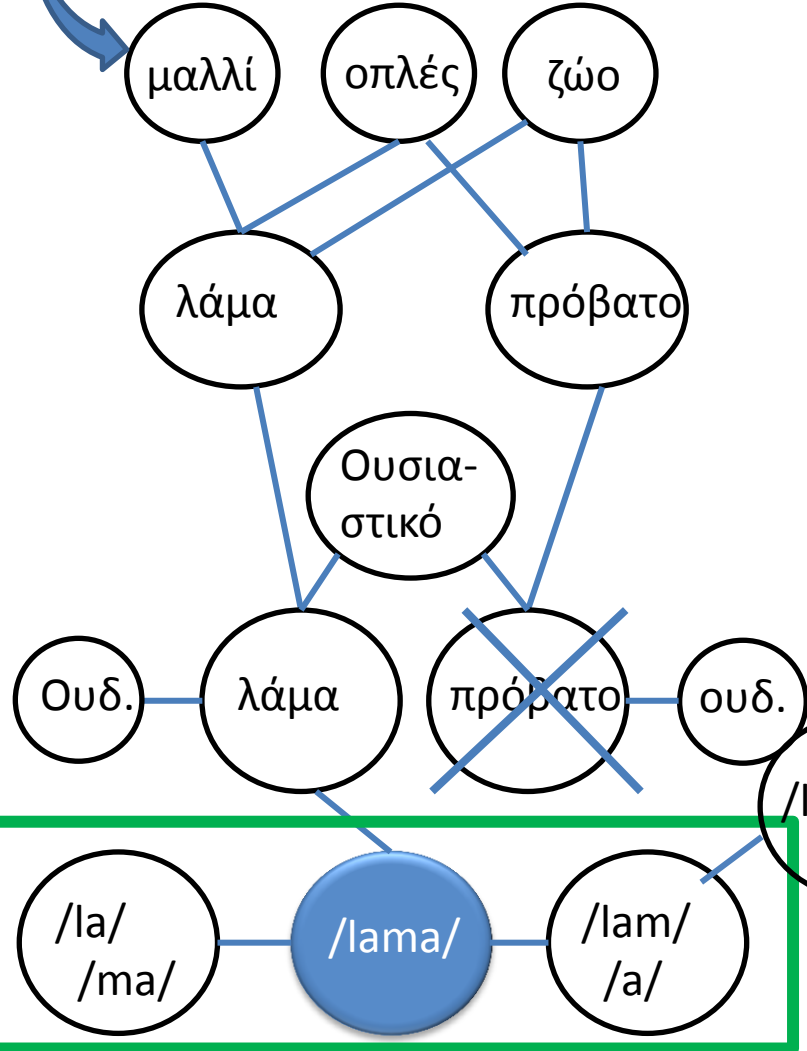 μαλλί
οπλές
ζώο
λάμα
πρόβατο
Ουσια-
στικό
Ουδ.
λάμα
πρόβατο
ουδ.
/la/
/ma/
/lama/
/lam/
/a/